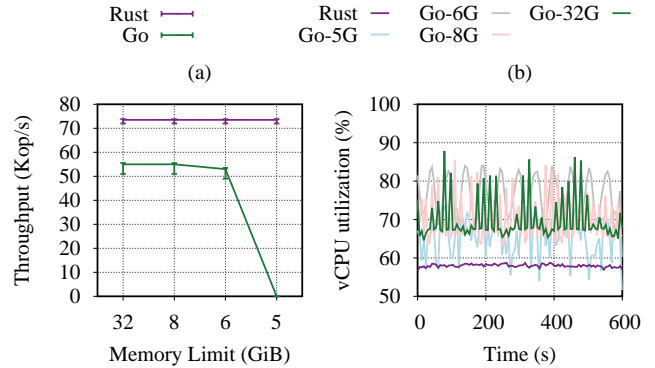 Rust
Go
Rust
Go-5G
Go-6G
Go-8G
Go-32G
(a)
(b)
Throughput (Kop/s)
80
70
60
50
40
30
20
10
0
32 8 6 5
Memory Limit (GiB)
vCPU utilization (%)
100
90
80
70
60
50
0 200 400 600
Time (s)